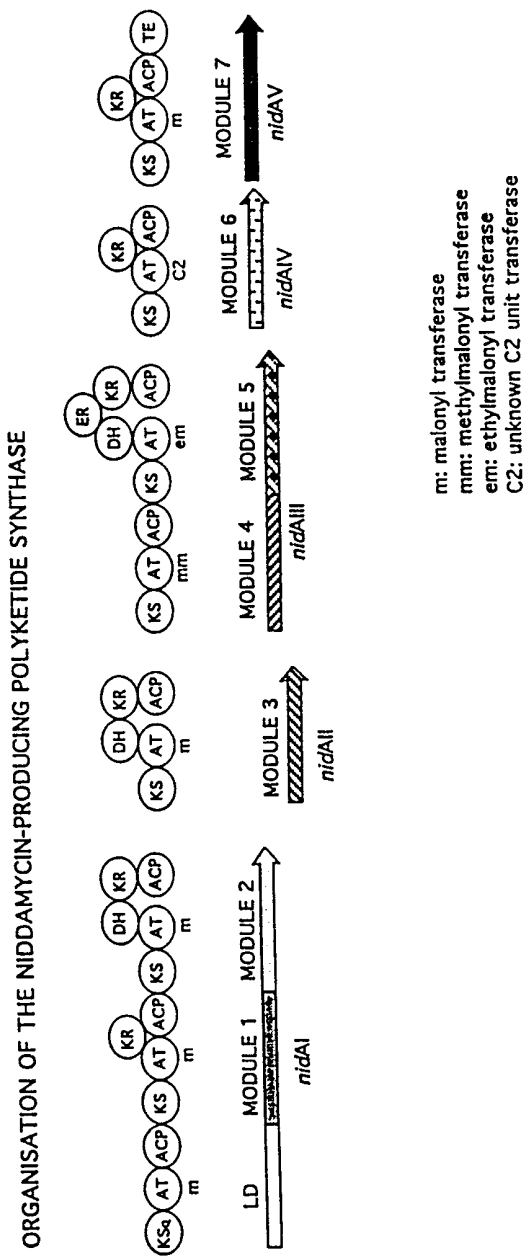 ORGANISATION OF THE NIDDAMYCIN-PRODUCING POLYKETIDE SYNTHASE
KR DH KR
KSq AT ACP KS AT ACP KS AT ACP
m m m
LD MODULE 1 MODULE 2
nidAI
DH KR
KS AT ACP
m
MODULE 3
nidAII
ER
DH KR
KS AT ACP KS AT ACP
mm em
MODULE 4 MODULE 5
nidAIII
KR
KS AT ACP
C2
MODULE 6
nidAIV
KR
KS AT ACP TE
m
MODULE 7
nidAV
m: malonyl transferase
mm: methylmalonyl transferase
em: ethylmalonyl transferase
C2: unknown C2 unit transferase